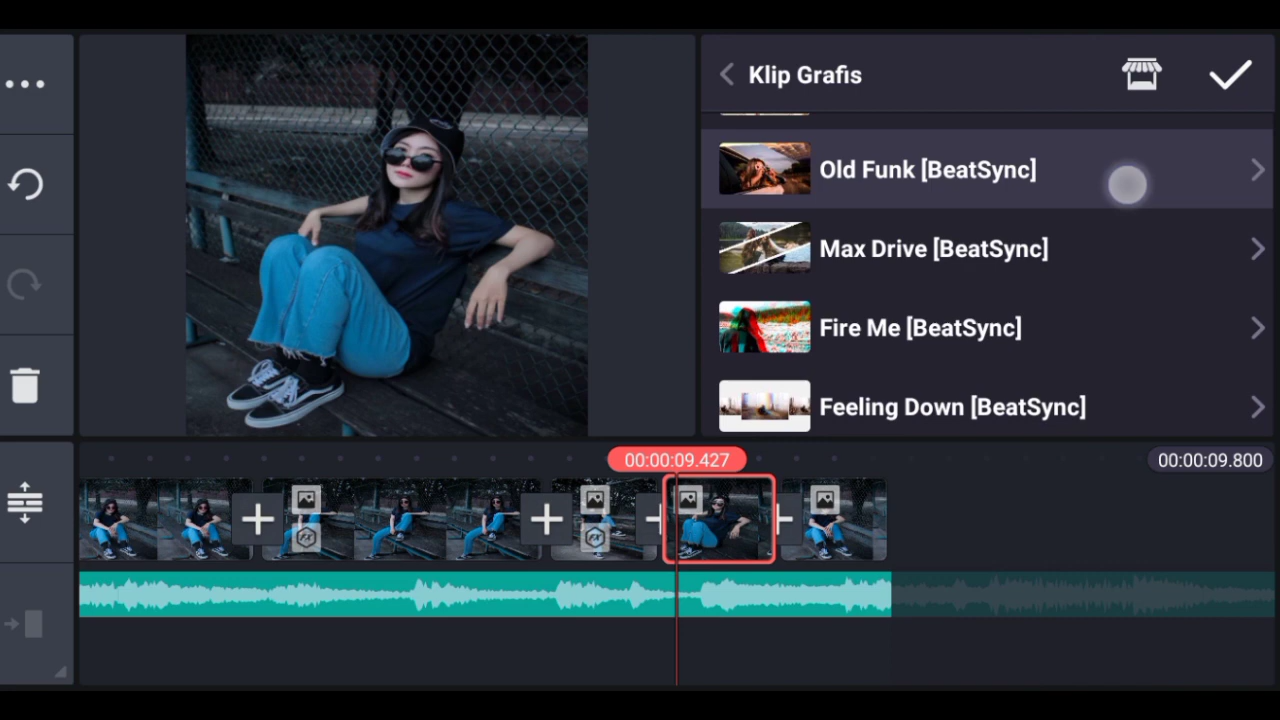 Klip Grafis
Old Funk [BeatSync]
Max Drive [BeatSync]
Fire Me [BeatSync]
Feeling Down [BeatSync]
00:00:09.427
00:00:09.800